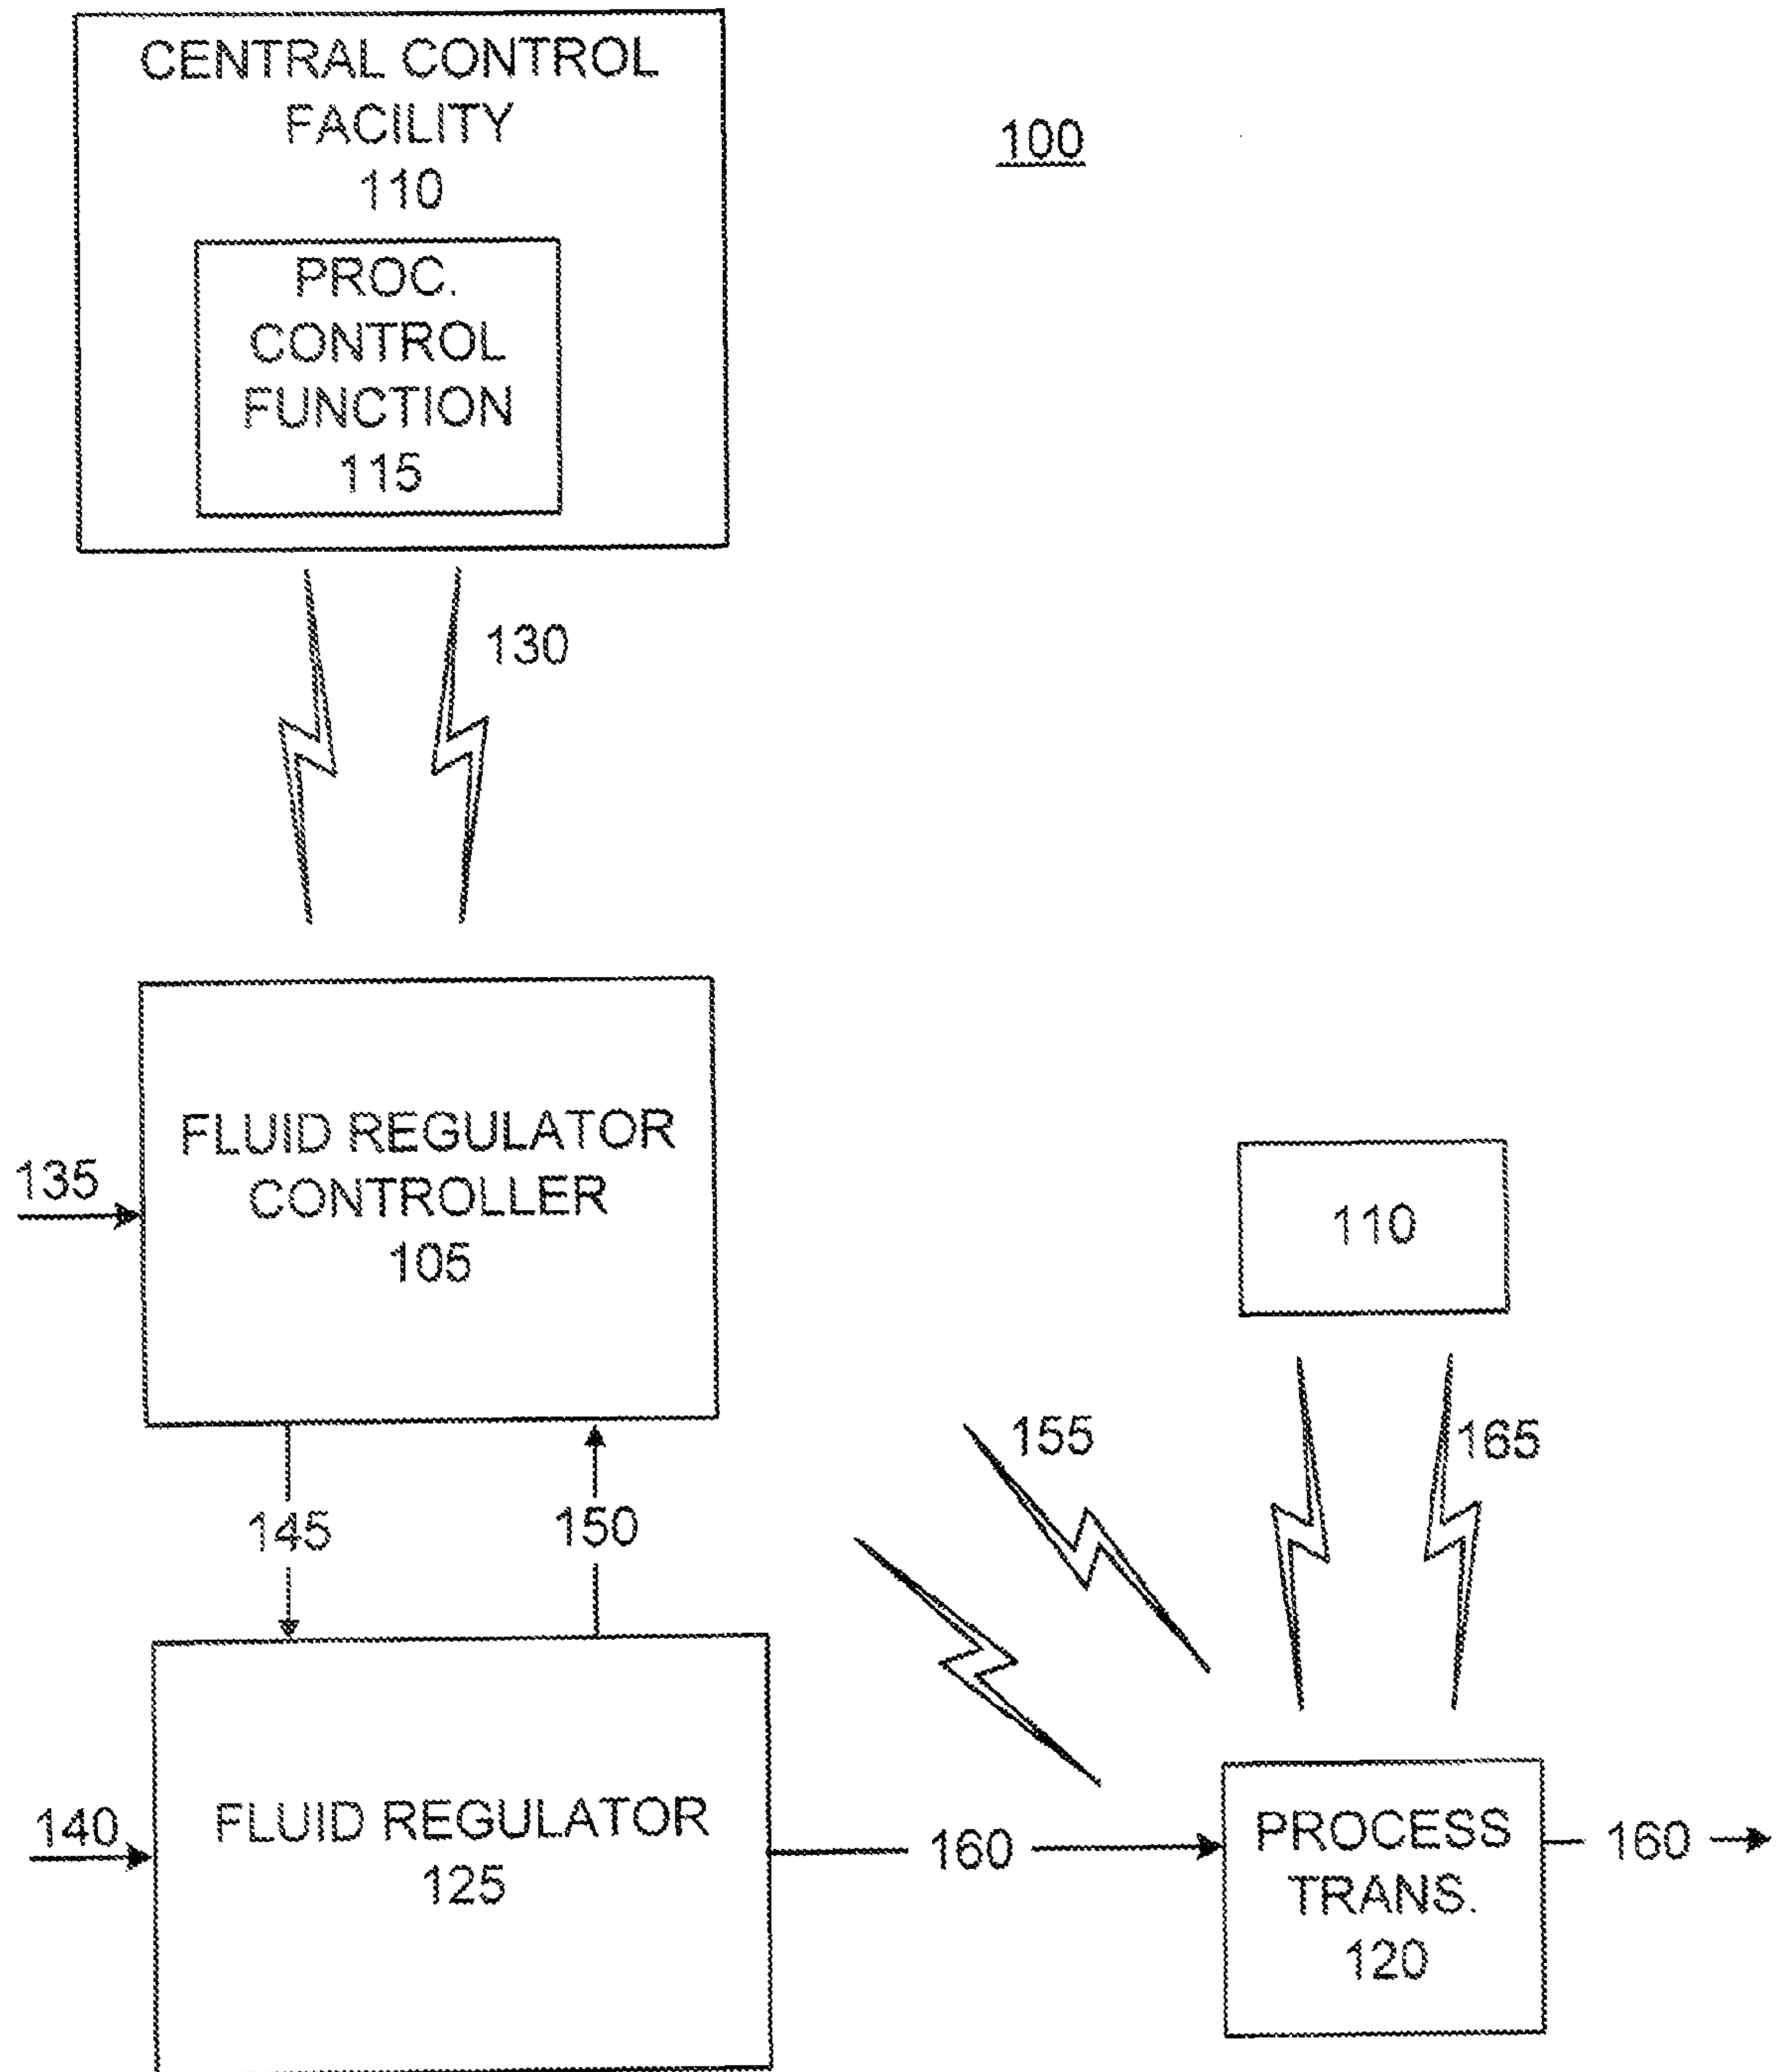 CENTRAL CONTROL
FACILITY
110
100
PROC.
CONTROL
FUNCTION
115
130
FLUID REGULATOR
CONTROLLER
105
135
110
155
165
145
150
140
FLUID REGULATOR
125
160
PROCESS
TRANS.
120
160